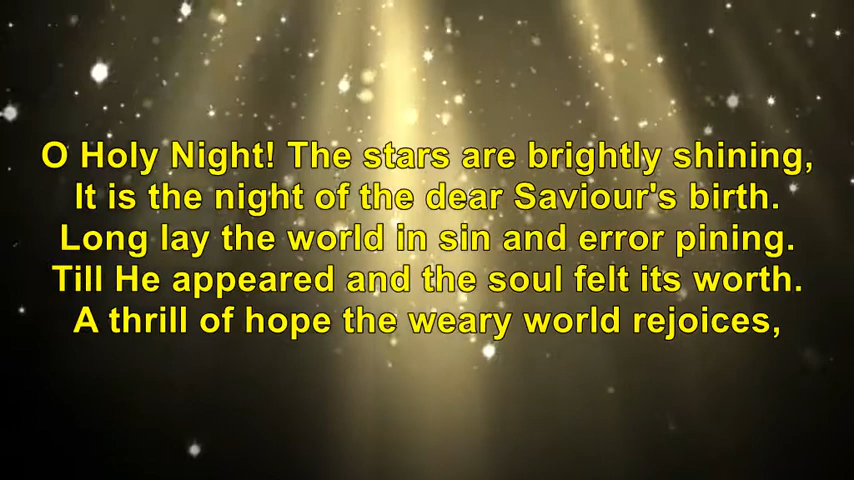 O Holy Night! The stars are brightly shining,
It is the night of the dear Saviour's birth.
Long lay the world in sin and error pining.
Till He appeared and the soul felt its worth.
A thrill of hope the weary world rejoices,